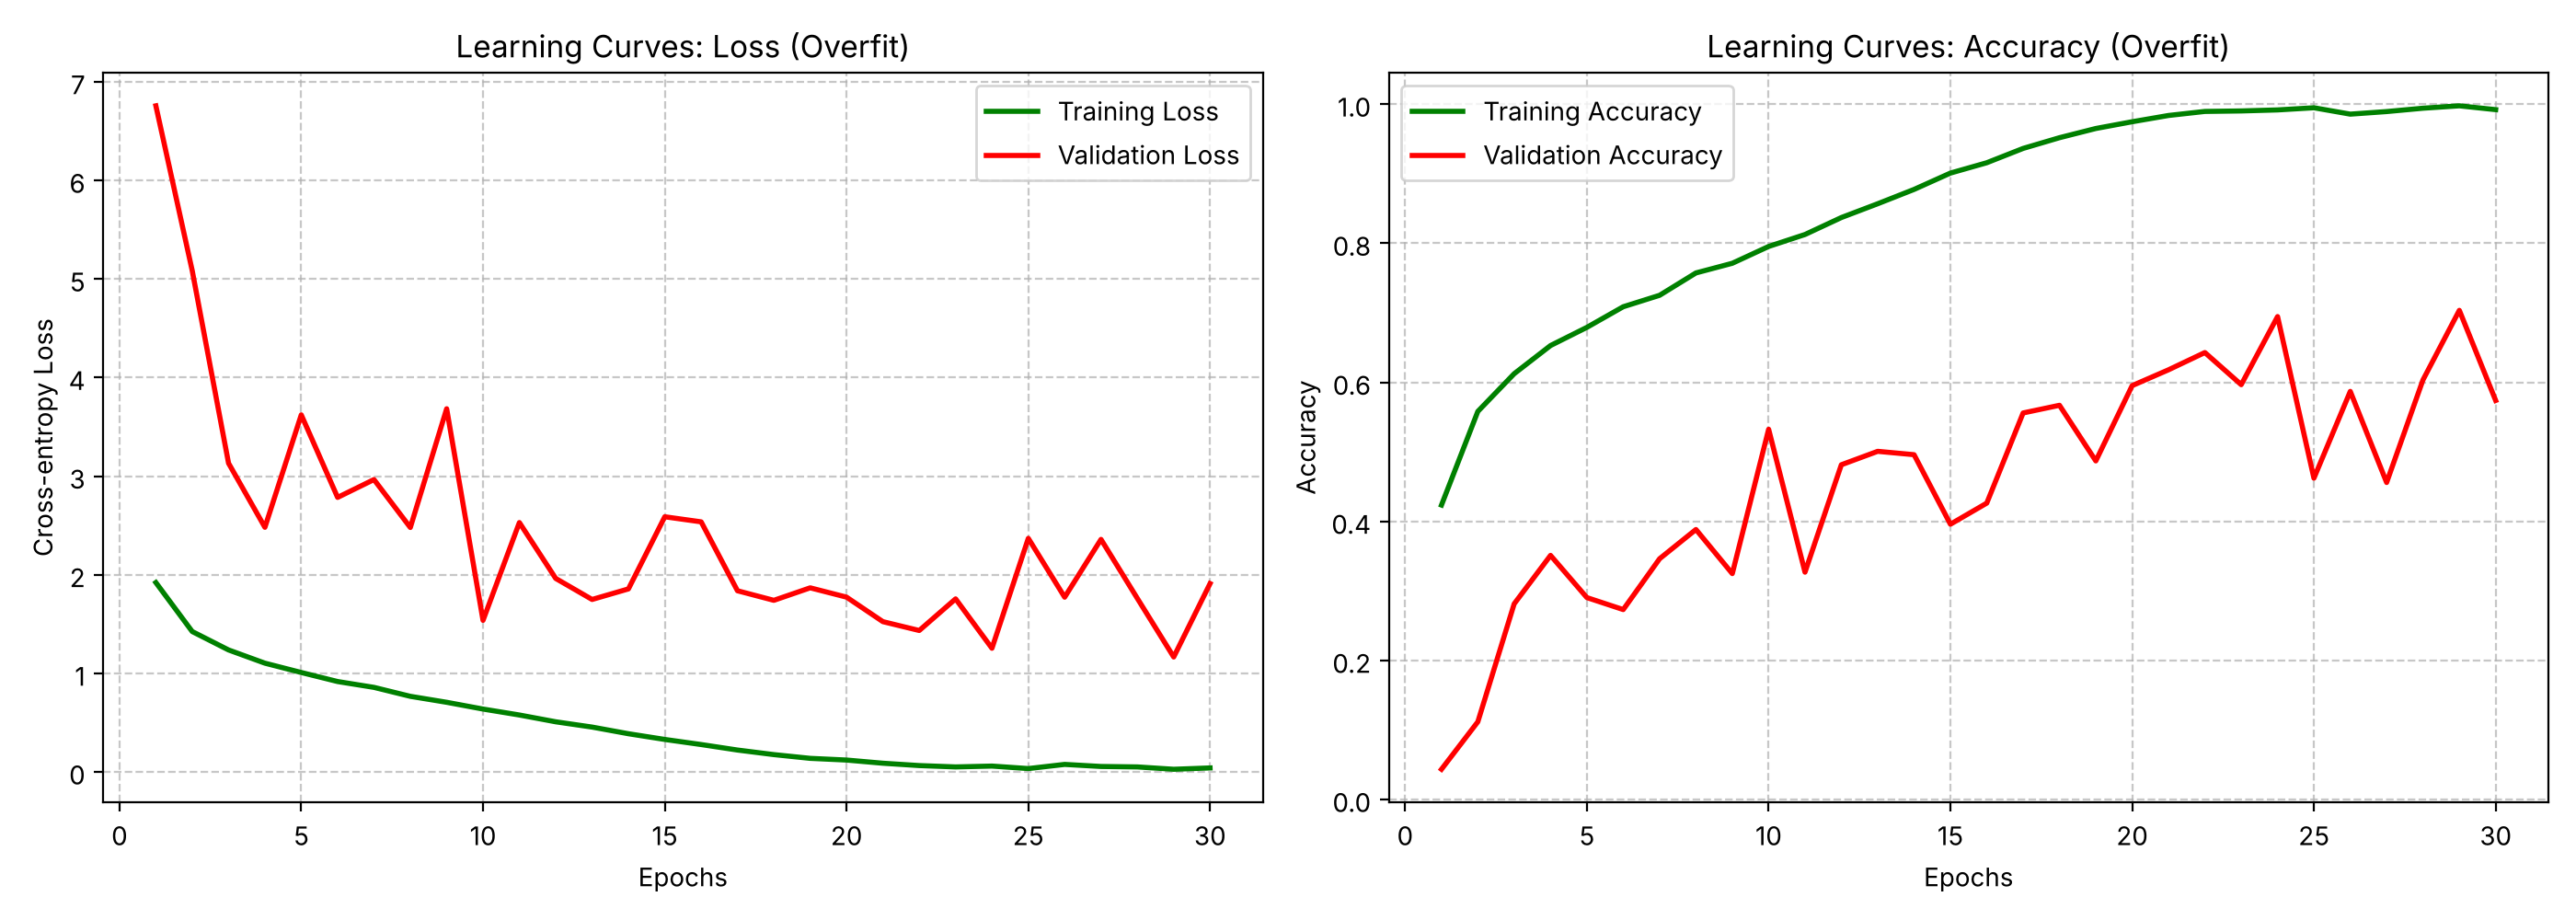 Learning Curves: Loss (Overfit)
7
6
5
4
3
2
1
0
Cross-entropy Loss
Training Loss
Validation Loss
0 5 10 15 20 25 30
Epochs
Learning Curves: Accuracy (Overfit)
1.0
0.8
0.6
0.4
0.2
0.0
Accuracy
Training Accuracy
Validation Accuracy
0 5 10 15 20 25 30
Epochs